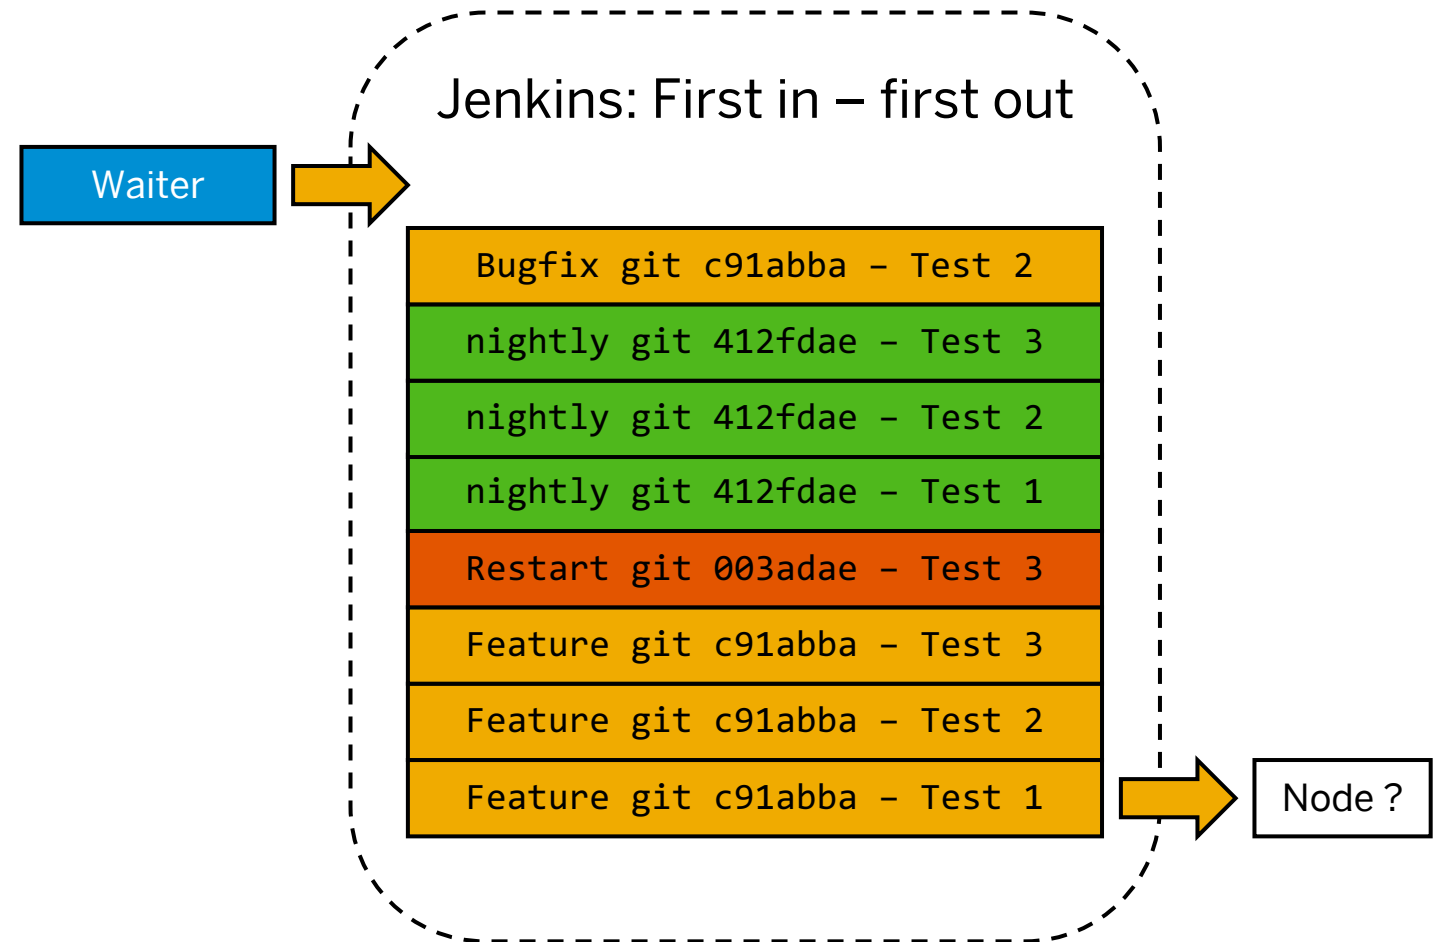 Jenkins: First in – first out
Waiter
Bugfix git c91abba – Test 2
nightly git 412fdae – Test 3
nightly git 412fdae – Test 2
nightly git 412fdae – Test 1
Restart git 003adae – Test 3
Feature git c91abba – Test 3
Feature git c91abba – Test 2
Feature git c91abba – Test 1
Node ?